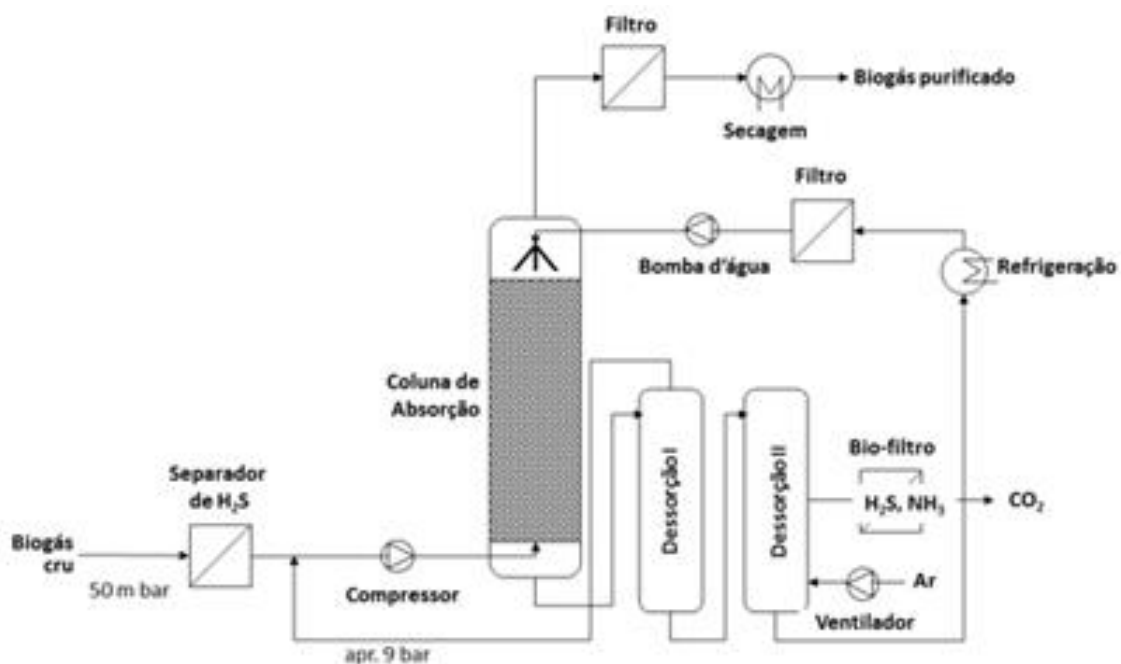 Filtro
Biogás purificado
Secagem
Filtro
Bomba d'água
Refrigeração
Coluna de
Absorção
Dessorção I
Dessorção II
Bio-filtro
H₂S, NH₃
CO₂
Separador
de H₂S
Biogás
cru
50 m bar
Compressor
Ar
Ventilador
apr. 9 bar